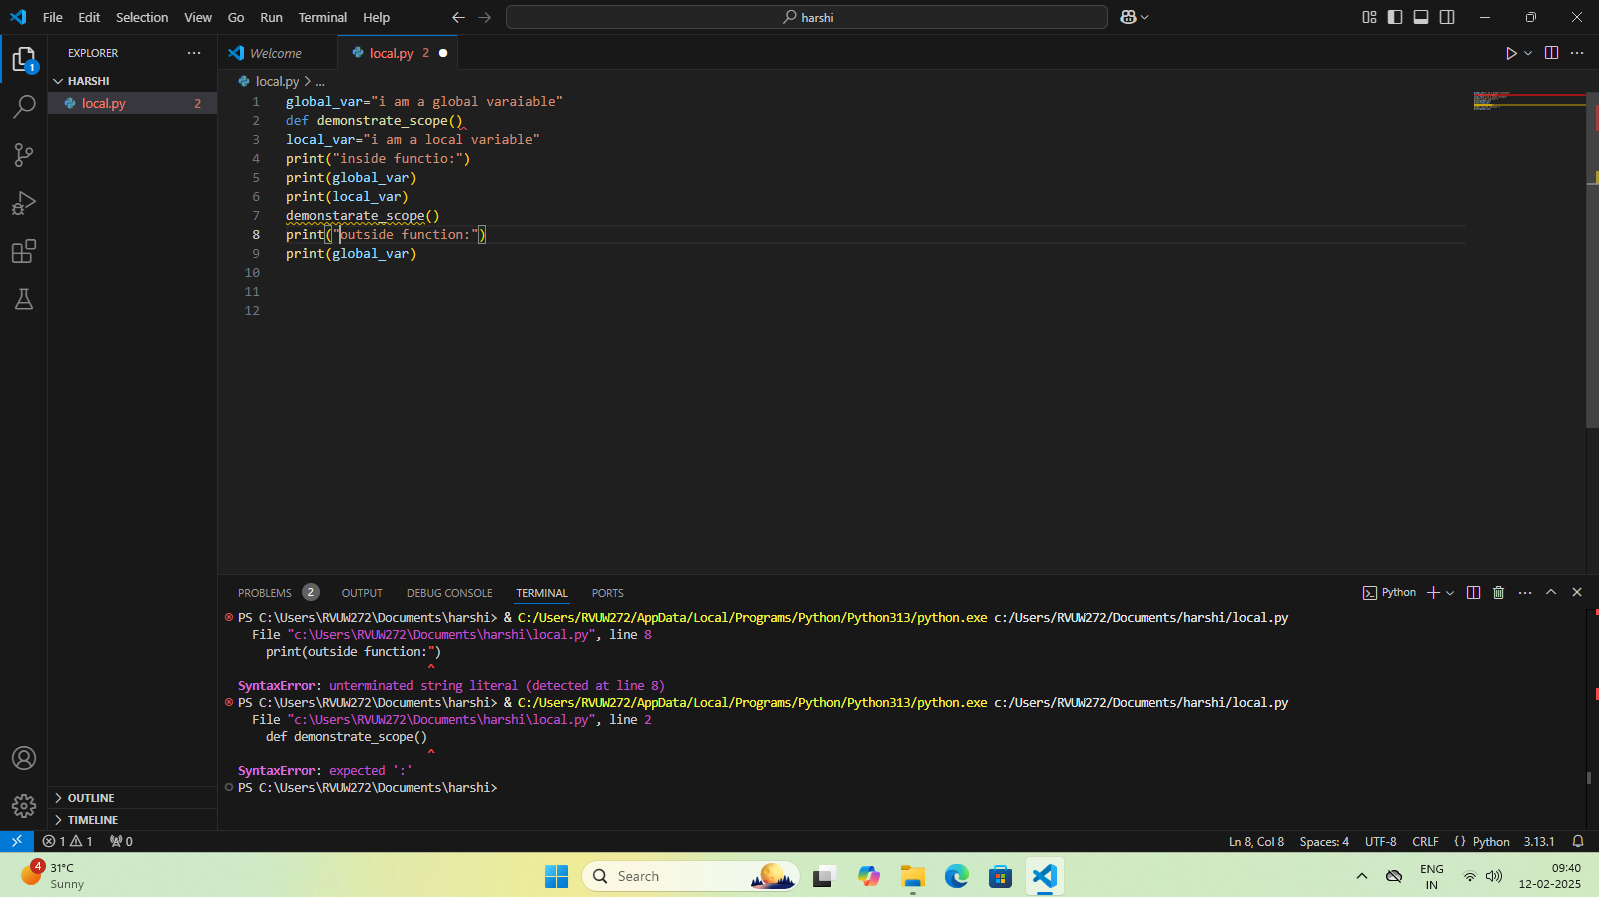 File Edit Selection View Go Run Terminal Help harshi
EXPLORER
Welcome
local.py 2
HARSHI
local.py 2
local.py > ...
1 global_var="i am a global varaiable"
2 def demonstrate_scope()
3 local_var="i am a local variable"
4 print("inside functio:")
5 print(global_var)
6 print(local_var)
7 demonstarate_scope()
8 print("outside function:")
9 print(global_var)
10
11
12
1
PROBLEMS 2 OUTPUT DEBUG CONSOLE TERMINAL PORTS Python
PS C:\Users\RVUW272\Documents\harshi> & C:/Users/RVUW272/AppData/Local/Programs/Python/Python313/python.exe c:/Users/RVUW272/Documents/harshi/local.py
File "c:\Users\RVUW272\Documents\harshi\local.py", line 8
print(outside function:")
^
SyntaxError: unterminated string literal (detected at line 8)
PS C:\Users\RVUW272\Documents\harshi> & C:/Users/RVUW272/AppData/Local/Programs/Python/Python313/python.exe c:/Users/RVUW272/Documents/harshi/local.py
File "c:\Users\RVUW272\Documents\harshi\local.py", line 2
def demonstrate_scope()
^
SyntaxError: expected ':'
PS C:\Users\RVUW272\Documents\harshi>
OUTLINE
TIMELINE
1 1 0 Ln 8, Col 8 Spaces: 4 UTF-8 CRLF { } Python 3.13.1
4 31°C
Sunny
Search
ENG
IN
09:40
12-02-2025